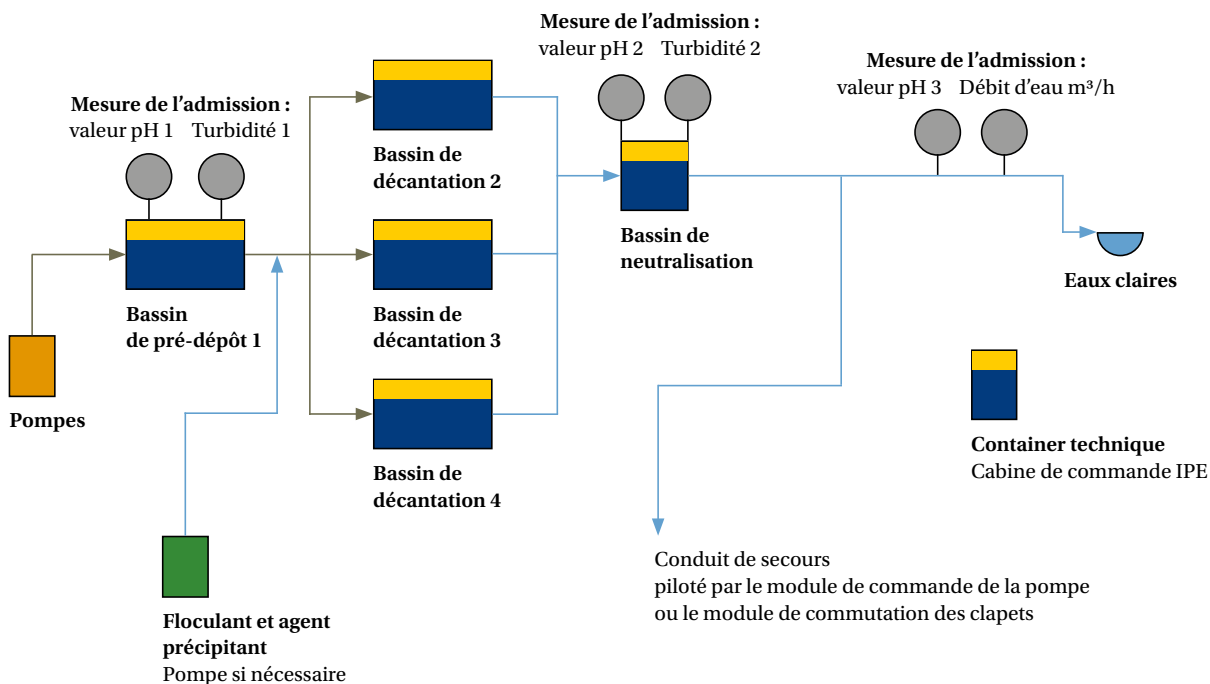 Mesure de l’admission :
valeur pH 1 Turbidité 1
Bassin de
décantation 2
Mesure de l’admission :
valeur pH 2 Turbidité 2
Mesure de l’admission :
valeur pH 3 Débit d’eau m³/h
Bassin
de pré-dépôt 1
Bassin de
décantation 3
Bassin de
neutralisation
Eaux claires
Pompes
Bassin de
décantation 4
Container technique
Cabine de commande IPE
Floculant et agent
précipitant
Pompe si nécessaire
Conduit de secours
piloté par le module de commande de la pompe
ou le module de commutation des clapets